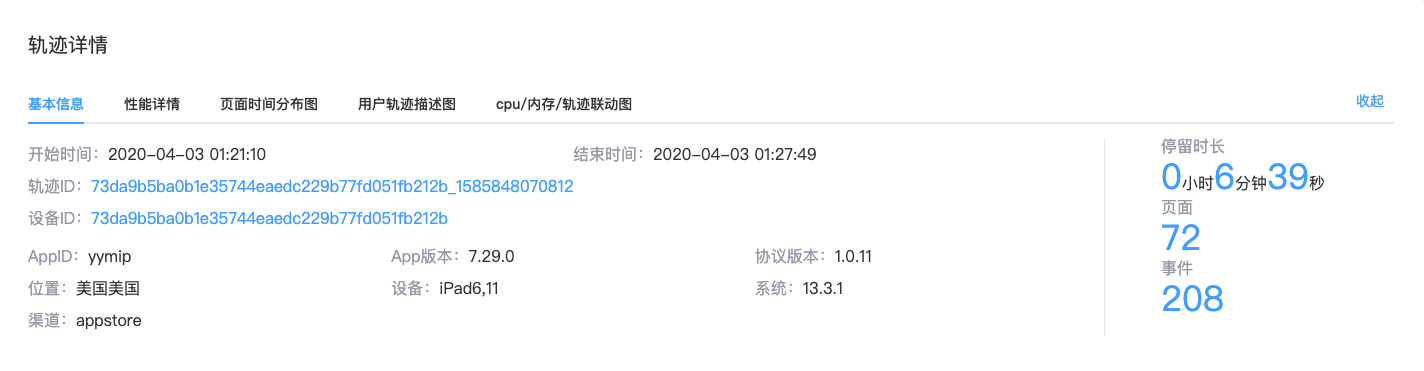 轨迹详情
基本信息 性能详情 页面时间分布图 用户轨迹描述图 cpu/内存/轨迹联动图 收起
开始时间：2020-04-03 01:21:10 结束时间：2020-04-03 01:27:49
轨迹ID：73da9b5ba0b1e35744eaedc229b77fd051fb212b_1585848070812
设备ID：73da9b5ba0b1e35744eaedc229b77fd051fb212b
AppID：yymip App版本：7.29.0 协议版本：1.0.11
位置：美国美国 设备：iPad6,11 系统：13.3.1
渠道：appstore
停留时长
0小时6分钟39秒
页面
72
事件
208